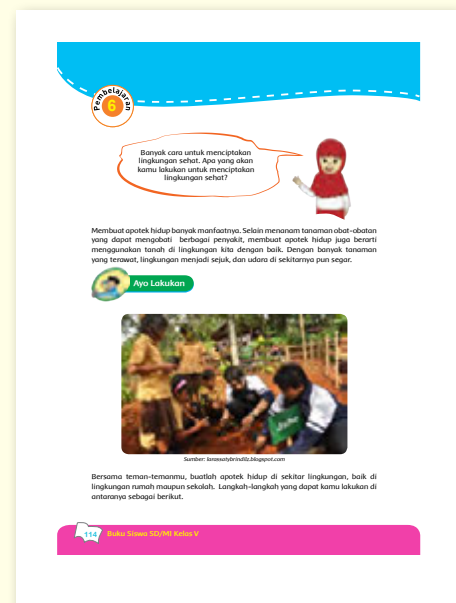 Pembelajaran
6
Banyak cara untuk menciptakan
lingkungan sehat. Apa yang akan
kamu lakukan untuk menciptakan
lingkungan sehat?
Membuat apotek hidup banyak manfaatnya. Selain menanam tanaman obat-obatan
yang dapat mengobati berbagai penyakit, membuat apotek hidup juga berarti
menggunakan tanah di lingkungan kita dengan baik. Dengan banyak tanaman
yang terawat, lingkungan menjadi sejuk, dan udara di sekitarnya pun segar.
Ayo Lakukan
Sumber:
Bersama teman-temanmu, buatlah apotek hidup di sekitar lingkungan, baik di
lingkungan rumah maupun sekolah. Langkah-langkah yang dapat kamu lakukan di
antaranya sebagai berikut.
114
Buku Siswa SD/MI Kelas V